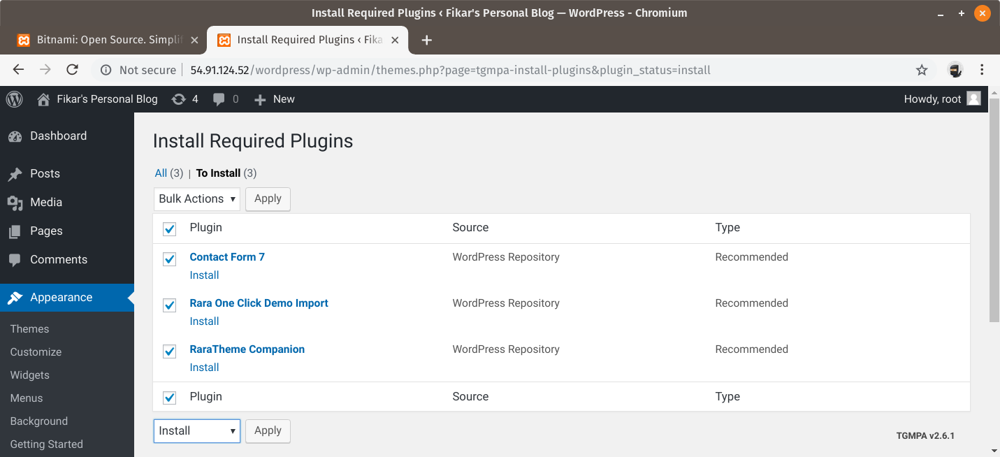 Install Required Plugins ‹ Fikar's Personal Blog — WordPress - Chromium
Bitnami: Open Source. Simplif
Install Required Plugins ‹ Fika
Not secure 54.91.124.52/wordpress/wp-admin/themes.php?page=tgmpa-install-plugins&plugin_status=install
Fikar's Personal Blog 4 0 New Howdy, root
Dashboard
Posts
Media
Pages
Comments
Appearance
Themes
Customize
Widgets
Menus
Background
Getting Started
Install Required Plugins
All (3) | To Install (3)
Bulk Actions Apply
Plugin Source Type
Contact Form 7 WordPress Repository Recommended
Install
Rara One Click Demo Import WordPress Repository Recommended
Install
RaraTheme Companion WordPress Repository Recommended
Install
Plugin Source Type
Install Apply
TGMPA v2.6.1